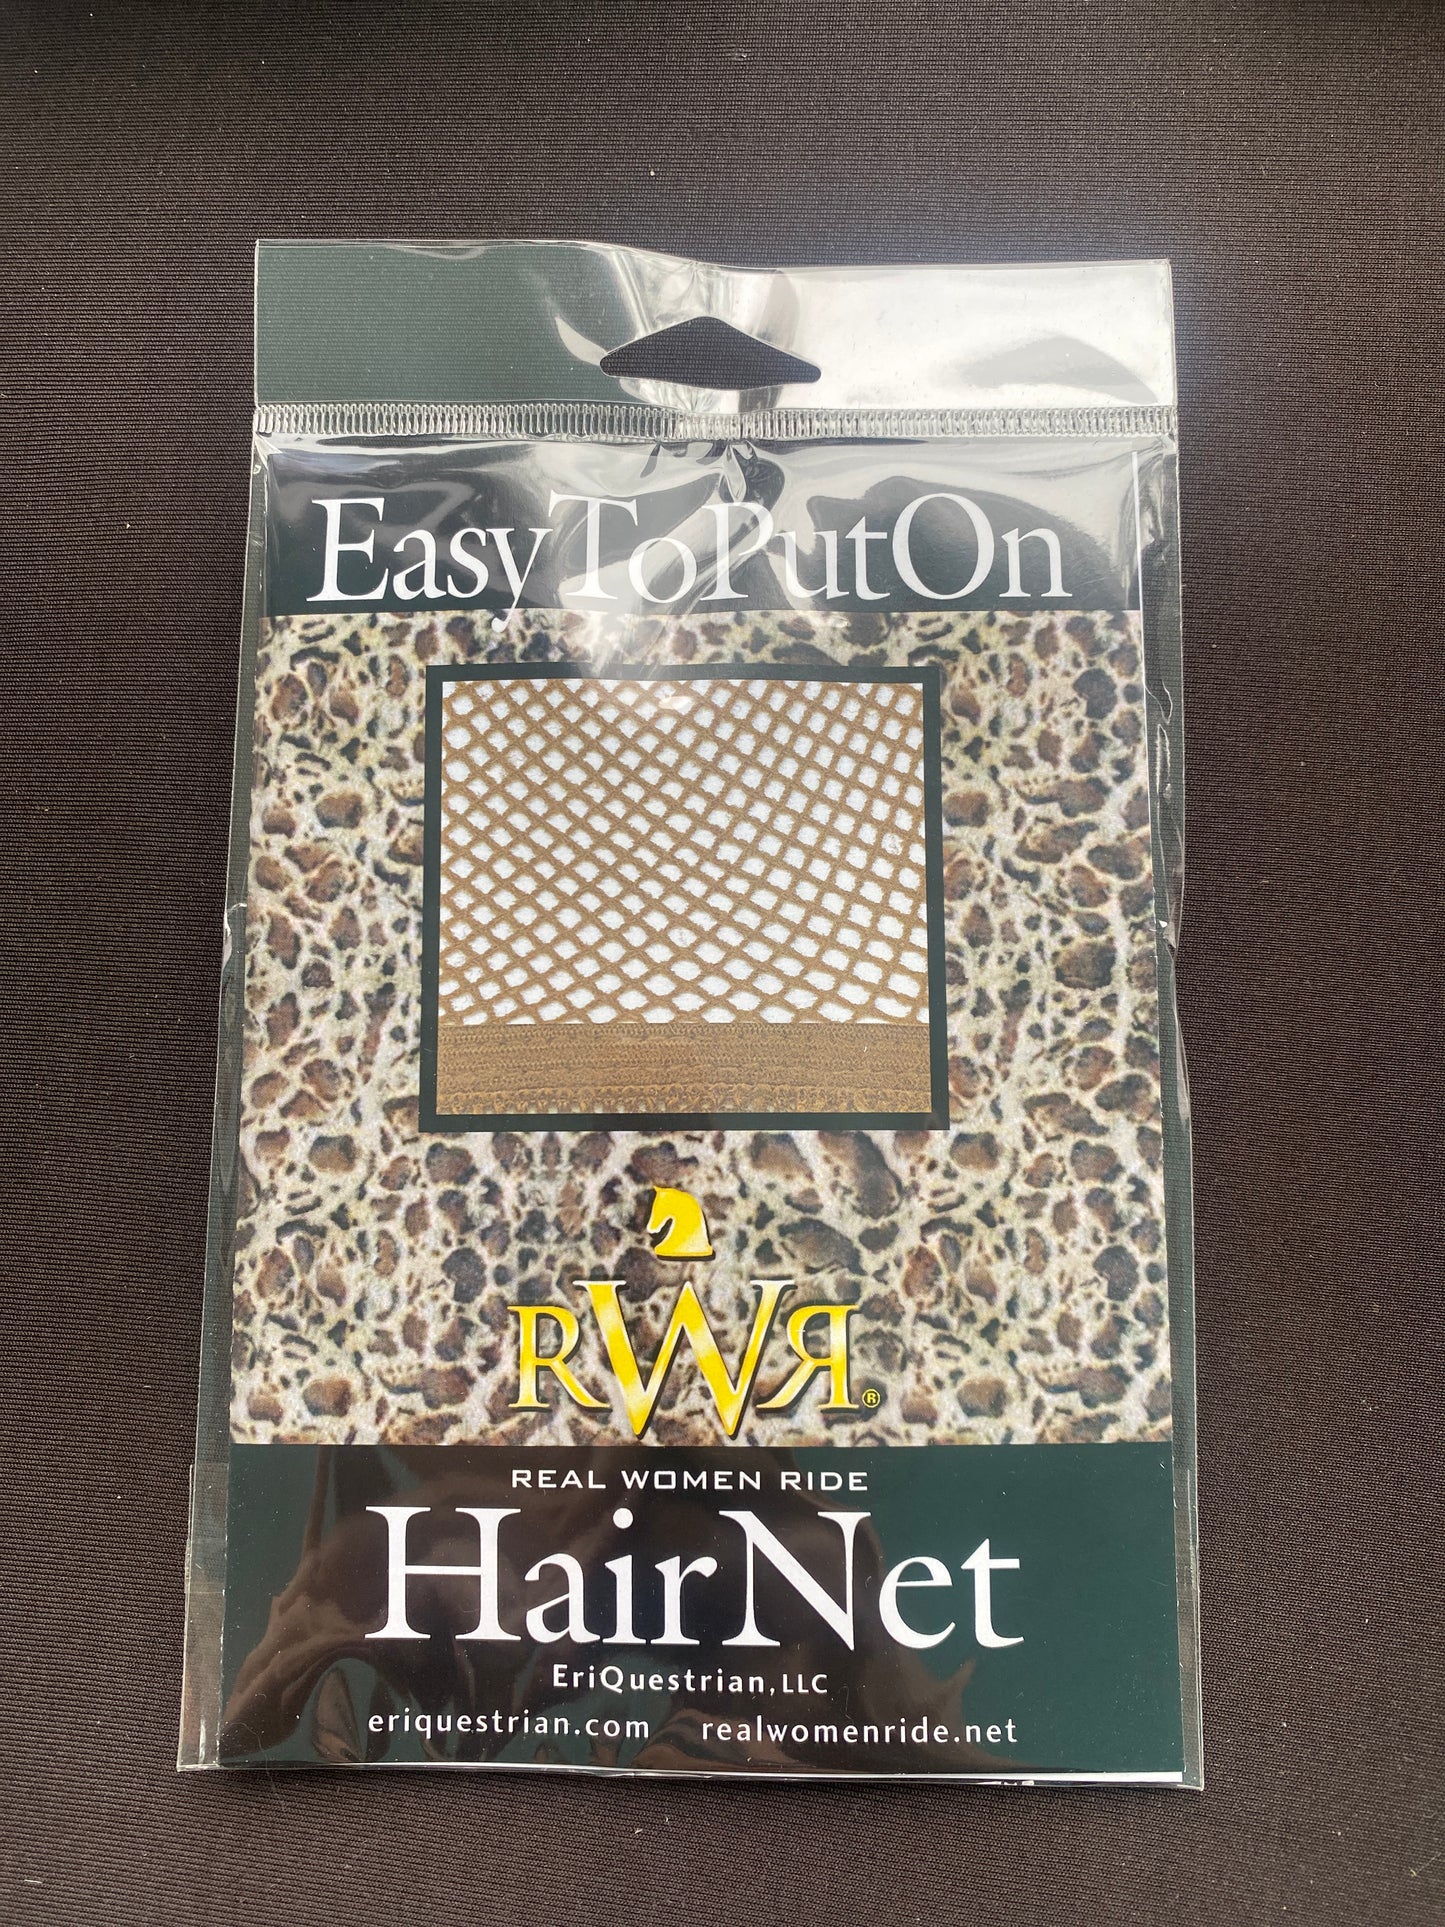 EasyToPutOn
RWR®
REAL WOMEN RIDE
HairNet
EriQuestrian, LLC
eriquestrian.com realwomenride.net